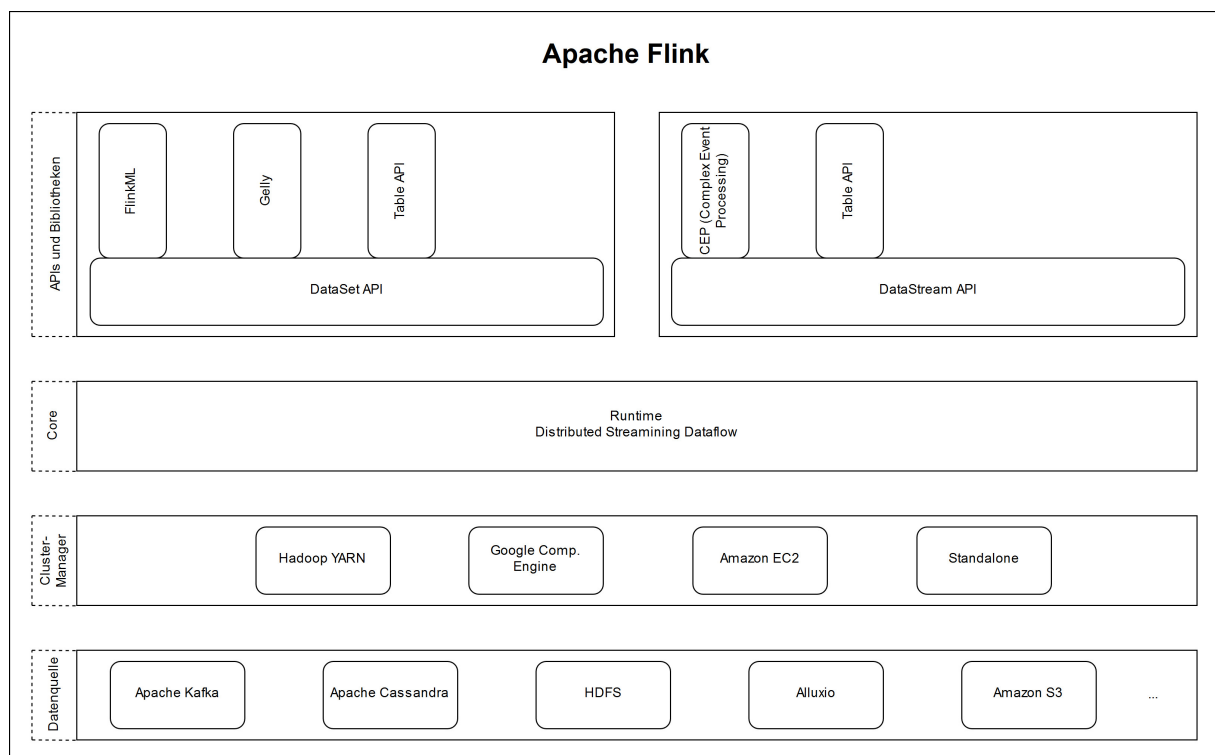 Apache Flink
APIs und Bibliotheken
FlinkML
Gelly
Table API
DataSet API
CEP (Complex Event
Processing)
Table API
DataStream API
Core
Runtime
Distributed Streamining Dataflow
Cluster-
Manager
Hadoop YARN
Google Comp.
Engine
Amazon EC2
Standalone
Datenquelle
Apache Kafka
Apache Cassandra
HDFS
Alluxio
Amazon S3
...